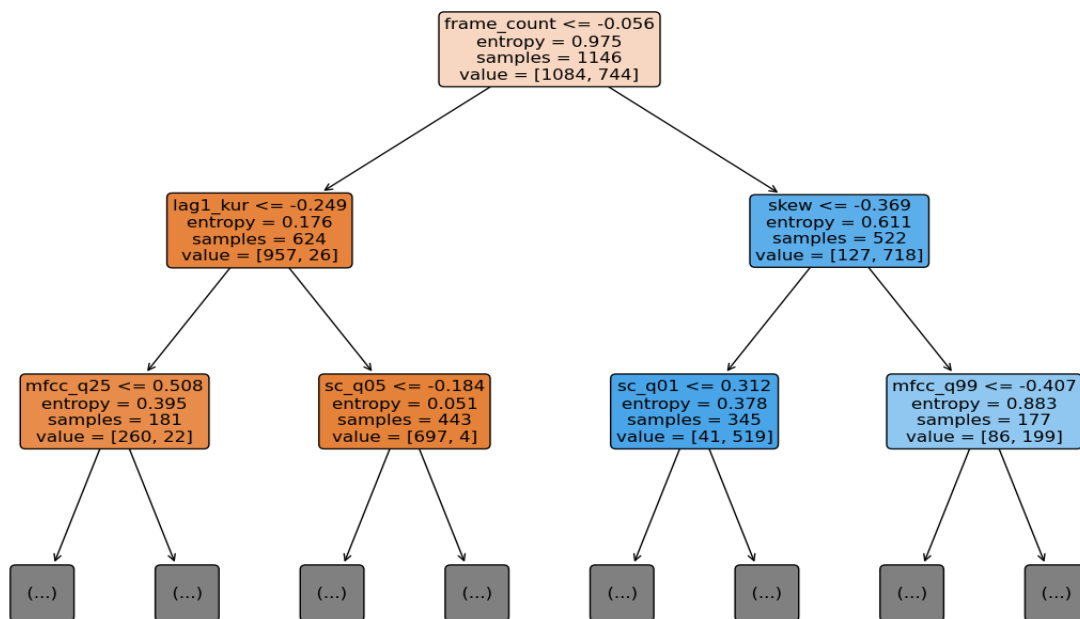 frame_count <= -0.056
entropy = 0.975
samples = 1146
value = [1084, 744]
lag1_kur <= -0.249
entropy = 0.176
samples = 624
value = [957, 26]
skew <= -0.369
entropy = 0.611
samples = 522
value = [127, 718]
mfcc_q25 <= 0.508
entropy = 0.395
samples = 181
value = [260, 22]
sc_q05 <= -0.184
entropy = 0.051
samples = 443
value = [697, 4]
sc_q01 <= 0.312
entropy = 0.378
samples = 345
value = [41, 519]
mfcc_q99 <= -0.407
entropy = 0.883
samples = 177
value = [86, 199]
(...)
(...)
(...)
(...)
(...)
(...)
(...)
(...)